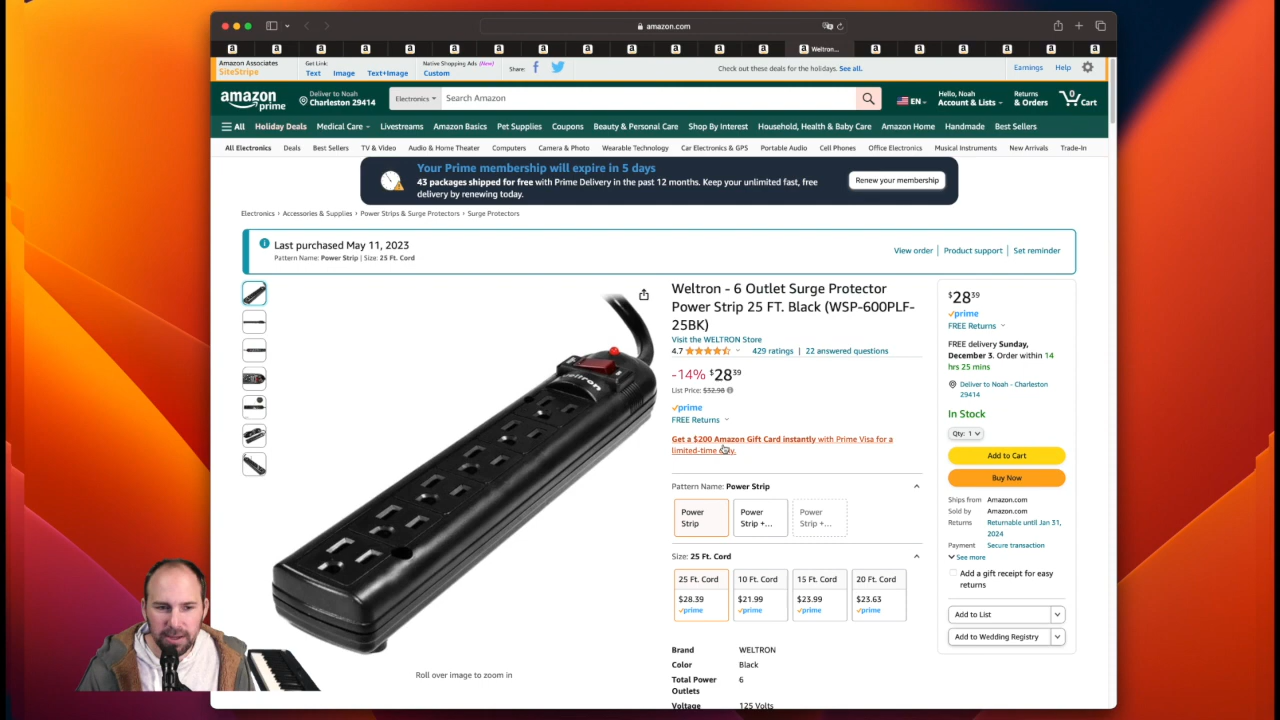 amazon.com
Weltron...
Amazon Associates
SiteStripe
Get Link:
Text Image Text+Image
Native Shopping Ads (New)
Custom
Share:
Check out these deals for the holidays. See all.
Earnings Help
amazon prime
Deliver to Noah
Charleston 29414
Electronics
Search Amazon
EN
Hello, Noah
Account & Lists
Returns
& Orders
0
Cart
All Holiday Deals Medical Care Livestreams Amazon Basics Pet Supplies Coupons Beauty & Personal Care Shop By Interest Household, Health & Baby Care Amazon Home Handmade Best Sellers
All Electronics Deals Best Sellers TV & Video Audio & Home Theater Computers Camera & Photo Wearable Technology Car Electronics & GPS Portable Audio Cell Phones Office Electronics Musical Instruments New Arrivals Trade-In
Your Prime membership will expire in 5 days
43 packages shipped for free with Prime Delivery in the past 12 months. Keep your unlimited fast, free
delivery by renewing today.
Renew your membership
Electronics › Accessories & Supplies › Power Strips & Surge Protectors › Surge Protectors
Last purchased May 11, 2023
Pattern Name: Power Strip | Size: 25 Ft. Cord
View order | Product support | Set reminder
weltron
Roll over image to zoom in
Weltron - 6 Outlet Surge Protector
Power Strip 25 FT. Black (WSP-600PLF-
25BK)
Visit the WELTRON Store
4.7 429 ratings | 22 answered questions
-14% $28 39
List Price: $32.98
prime
FREE Returns
Get a $200 Amazon Gift Card instantly with Prime Visa for a
limited-time only.
Pattern Name: Power Strip
Power
Strip
Power
Strip +...
Power
Strip +...
Size: 25 Ft. Cord
25 Ft. Cord 10 Ft. Cord 15 Ft. Cord 20 Ft. Cord
$28.39 $21.99 $23.99 $23.63
prime prime prime prime
Brand WELTRON
Color Black
Total Power 6
Outlets
Voltage 125 Volts
$28 39
prime
FREE Returns
FREE delivery Sunday,
December 3. Order within 14
hrs 25 mins
Deliver to Noah - Charleston
29414
In Stock
Qty: 1
Add to Cart
Buy Now
Ships from Amazon.com
Sold by Amazon.com
Returns Returnable until Jan 31,
2024
Payment Secure transaction
See more
Add a gift receipt for easy
returns
Add to List
Add to Wedding Registry